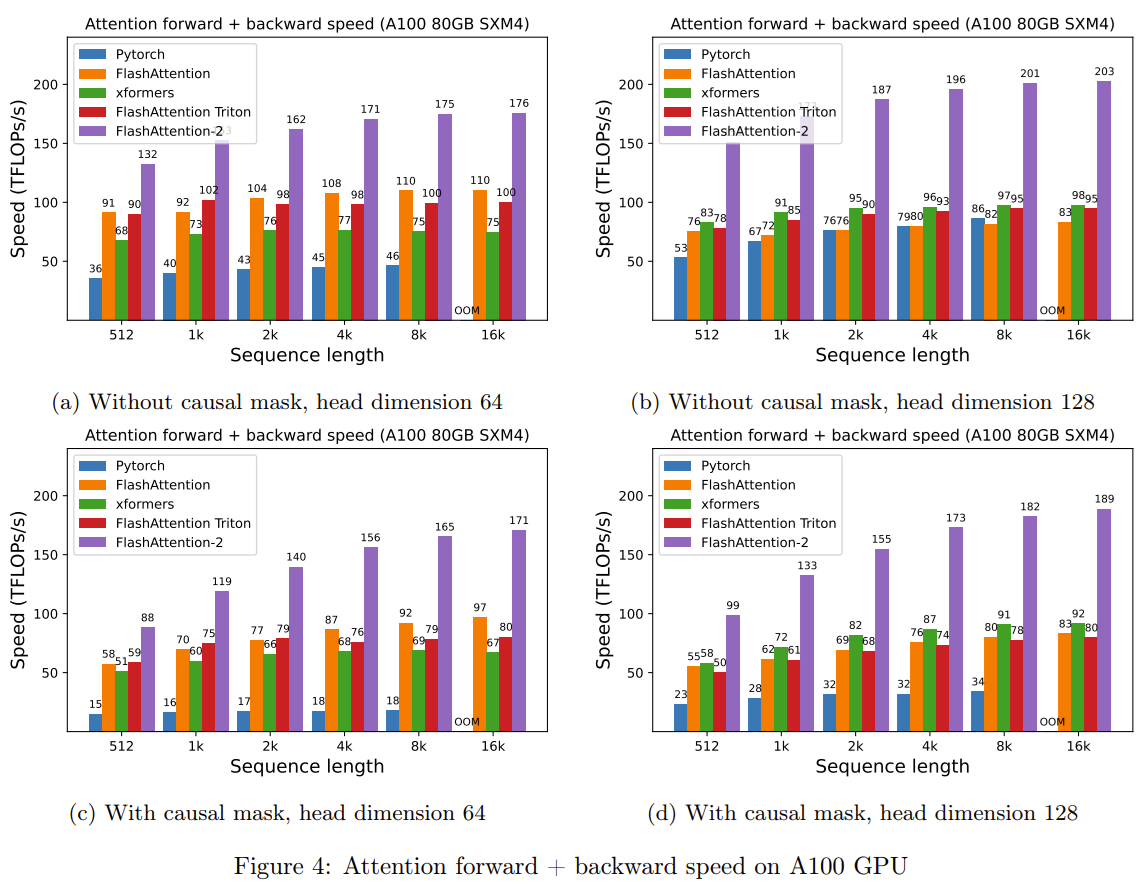 Attention forward + backward speed (A100 80GB SXM4)
Speed (TFLOPs/s)
200
150
100
50
Pytorch
FlashAttention
xformers
FlashAttention Triton
FlashAttention-2
36 91 68 90 132
40 92 73 102
43 104 76 98 162
45 108 77 98 171
46 110 75 100 175
OOM 110 75 100 176
512 1k 2k 4k 8k 16k
Sequence length
(a) Without causal mask, head dimension 64
Attention forward + backward speed (A100 80GB SXM4)
Speed (TFLOPs/s)
200
150
100
50
Pytorch
FlashAttention
xformers
FlashAttention Triton
FlashAttention-2
53 76 83 78
67 72 91 85
76 76 95 90 187
79 80 96 93 196
86 82 97 95 201
OOM 83 98 95 203
512 1k 2k 4k 8k 16k
Sequence length
(b) Without causal mask, head dimension 128
Attention forward + backward speed (A100 80GB SXM4)
Speed (TFLOPs/s)
200
150
100
50
Pytorch
FlashAttention
xformers
FlashAttention Triton
FlashAttention-2
15 58 51 59 88
16 70 60 75 119
17 77 66 79 140
18 87 68 76 156
18 92 69 79 165
OOM 97 67 80 171
512 1k 2k 4k 8k 16k
Sequence length
(c) With causal mask, head dimension 64
Attention forward + backward speed (A100 80GB SXM4)
Speed (TFLOPs/s)
200
150
100
50
Pytorch
FlashAttention
xformers
FlashAttention Triton
FlashAttention-2
23 55 58 50 99
28 62 72 61 133
32 69 82 68 155
32 76 87 74 173
34 80 91 78 182
OOM 83 92 80 189
512 1k 2k 4k 8k 16k
Sequence length
(d) With causal mask, head dimension 128
Figure 4: Attention forward + backward speed on A100 GPU